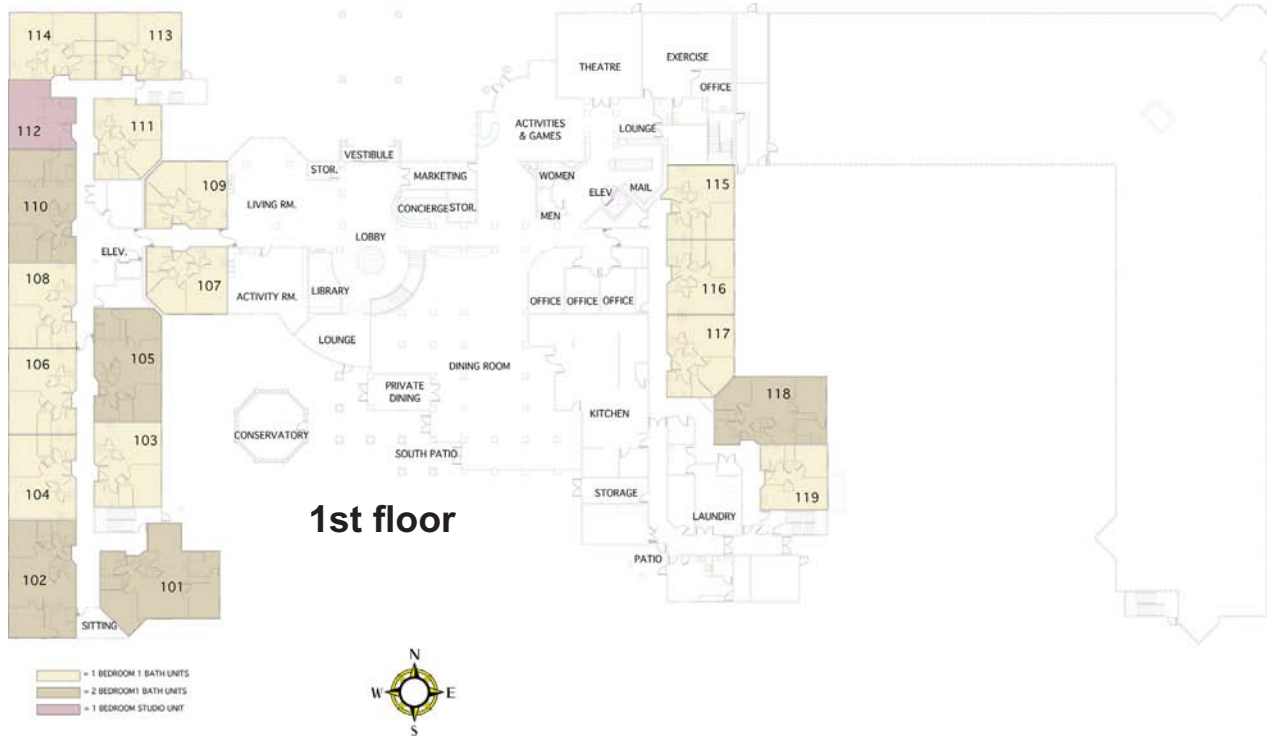 114
113
THEATRE
EXERCISE
OFFICE
112
111
ACTIVITIES
& GAMES
LOUNGE
VESTIBULE
STOR.
MARKETING
WOMEN
109
115
110
LIVING RM.
CONCIERGE
STOR.
ELEV.
MAIL
MEN
LOBBY
ELEV.
108
107
ACTIVITY RM.
LIBRARY
OFFICE
OFFICE
OFFICE
116
LOUNGE
117
106
105
DINING ROOM
PRIVATE
DINING
118
KITCHEN
103
CONSERVATORY
SOUTH PATIO
104
STORAGE
119
1st floor
LAUNDRY
PATIO
102
101
SITTING
= 1 BEDROOM 1 BATH UNITS
= 2 BEDROOM1 BATH UNITS
= 1 BEDROOM STUDIO UNIT
N
W
E
S